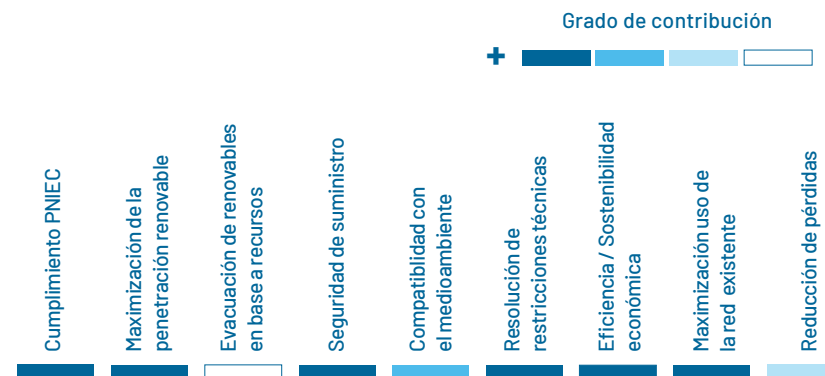 Grado de contribución
+
Cumplimiento PNIEC
Maximización de la
penetración renovable
Evacuación de renovables
en base a recursos
Seguridad de suministro
Compatiblidad con
el medioambiente
Resolución de
restricciones técnicas
Eficiencia / Sostenibilidad
económica
Maximización uso de
la red existente
Reducción de pérdidas